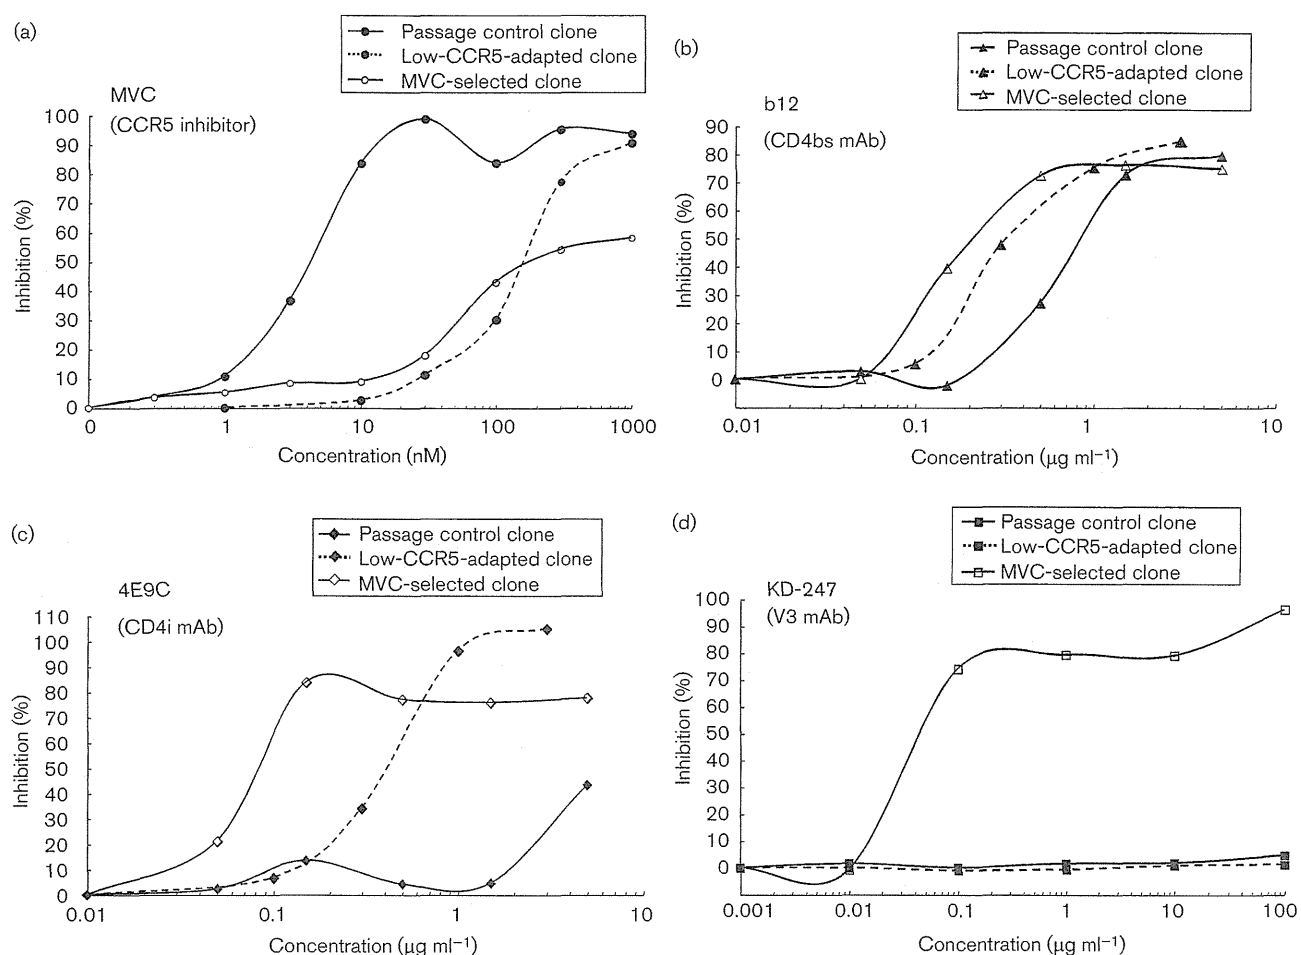 (a)
Passage control clone
Low-CCR5-adapted clone
MVC-selected clone
MVC
(CCR5 inhibitor)
Inhibition (%)
100
90
80
70
60
50
40
30
20
10
0
0 1 10 100 1000
Concentration (nM)
(b)
Passage control clone
Low-CCR5-adapted clone
MVC-selected clone
b12
(CD4bs mAb)
Inhibition (%)
90
80
70
60
50
40
30
20
10
0
0.01 0.1 1 10
Concentration (µg ml⁻¹)
(c)
Passage control clone
Low-CCR5-adapted clone
MVC-selected clone
4E9C
(CD4i mAb)
Inhibition (%)
110
100
90
80
70
60
50
40
30
20
10
0
0.01 0.1 1 10
Concentration (µg ml⁻¹)
(d)
Passage control clone
Low-CCR5-adapted clone
MVC-selected clone
KD-247
(V3 mAb)
Inhibition (%)
100
90
80
70
60
50
40
30
20
10
0
0.001 0.01 0.1 1 10 100
Concentration (µg ml⁻¹)